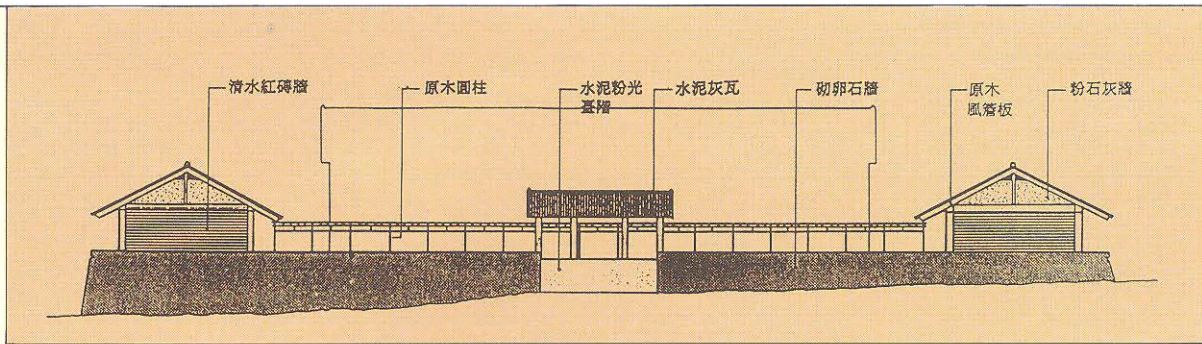 清水紅磚牆
原木圓柱
水泥粉光
臺階
水泥灰瓦
砌卵石牆
原木
風簷板
粉石灰牆